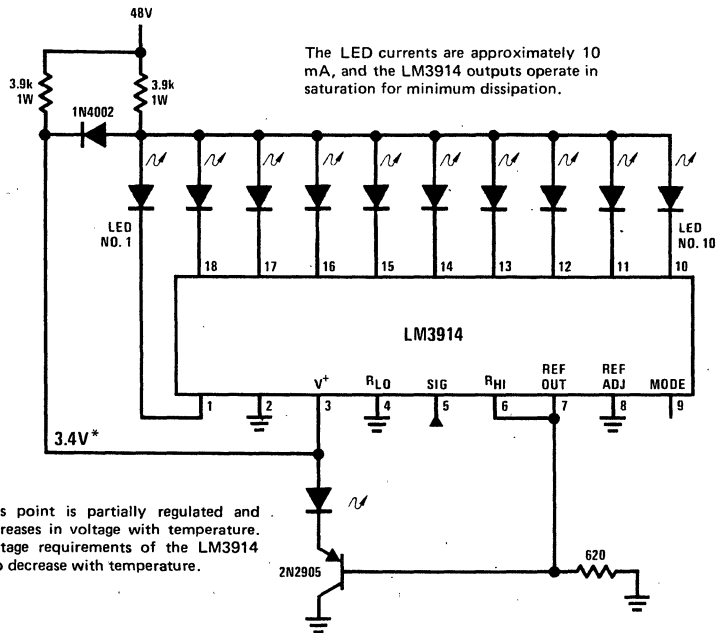 48V
3.9k
1W
3.9k
1W
1N4002
The LED currents are approximately 10
mA, and the LM3914 outputs operate in
saturation for minimum dissipation.
LED
NO. 1
LED
NO. 10
18 17 16 15 14 13 12 11 10
LM3914
V+ RLO SIG RHI REF OUT REF ADJ MODE
1 2 3 4 5 6 7 8 9
3.4V*
point is partially regulated and
in voltage with temperature.
requirements of the LM3914
decrease with temperature.
2N2905
620